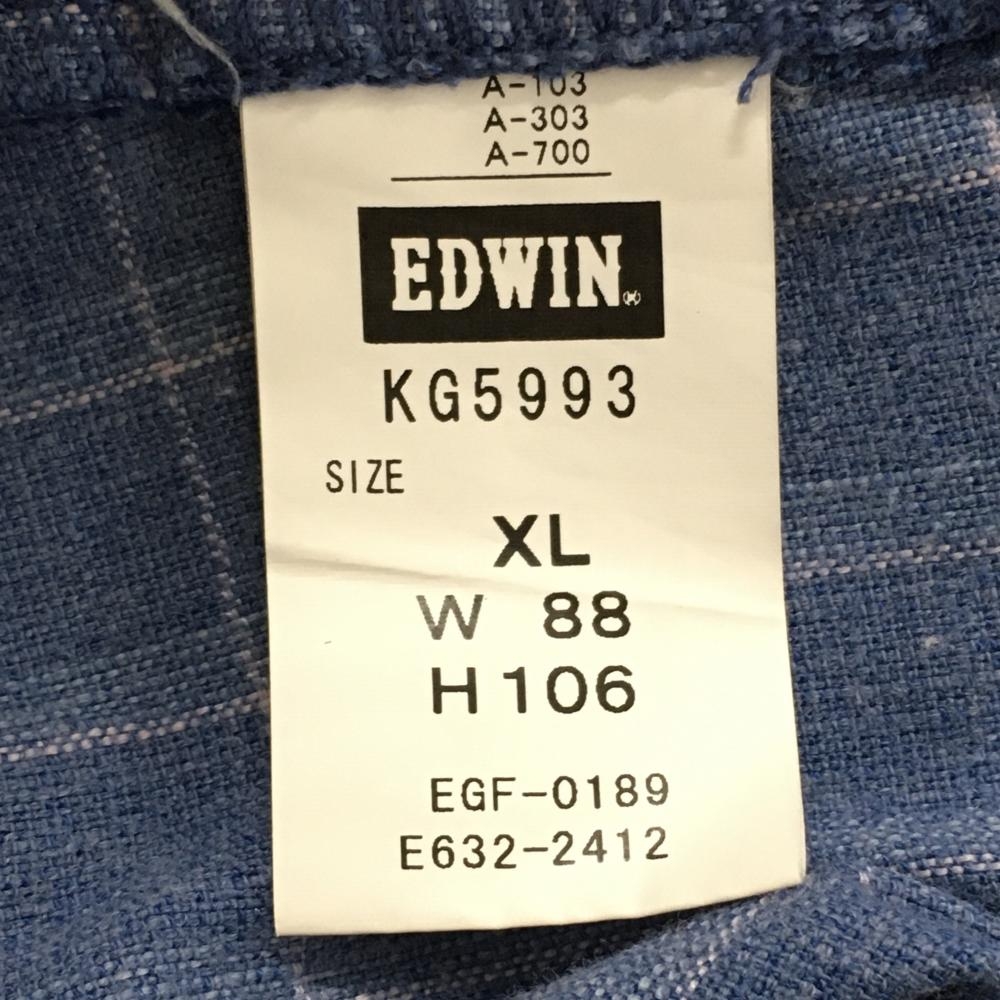 A-103
A-303
A-700
EDWIN
KG5993
SIZE
XL
W 88
H 106
EGF-0189
E632-2412